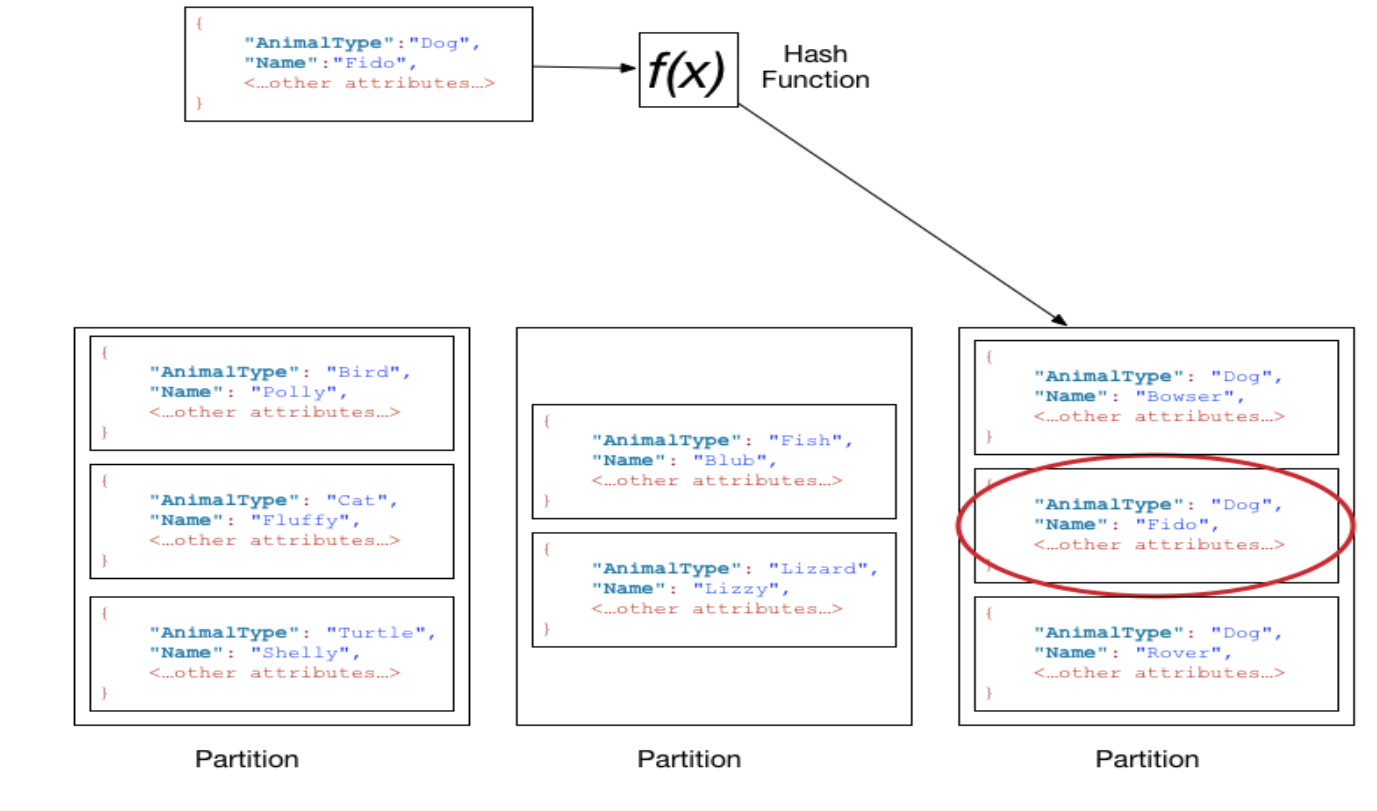 {
"AnimalType":"Dog",
"Name":"Fido",
<…other attributes…>
}
f(x)
Hash
Function
{
"AnimalType": "Bird",
"Name": "Polly",
<…other attributes…>
}
{
"AnimalType": "Cat",
"Name": "Fluffy",
<…other attributes…>
}
{
"AnimalType": "Turtle",
"Name": "Shelly",
<…other attributes…>
}
Partition
{
"AnimalType": "Fish",
"Name": "Blub",
<…other attributes…>
}
{
"AnimalType": "Lizard",
"Name": "Lizzy",
<…other attributes…>
}
Partition
{
"AnimalType": "Dog",
"Name": "Bowser",
<…other attributes…>
}
{
"AnimalType": "Dog",
"Name": "Fido",
<…other attributes…>
}
{
"AnimalType": "Dog",
"Name": "Rover",
<…other attributes…>
}
Partition